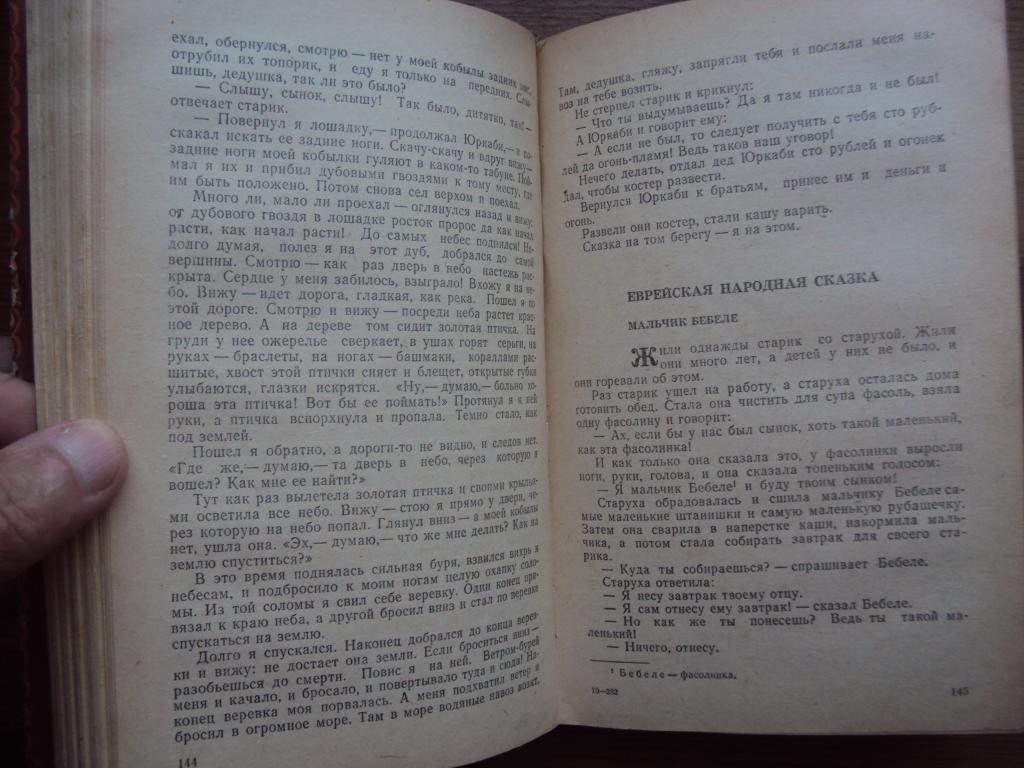 ехал, обернулся, смотрю — нет у моей кобылы задних ног,
отрубил их топорик, и еду я только на передних. Слы-
шишь, дедушка, так ли это было?
— Слышу, сынок, слышу! Так было, дитятко, так! —
отвечает старик.
— Повернул я лошадку,— продолжал Юркаби,— и по-
скакал искать ее задние ноги. Скачу-скачу и вдруг вижу—
задние ноги моей кобылки гуляют в каком-то табуне. Пой-
мал я их и прибил дубовыми гвоздями к тому месту, где
им быть положено. Потом снова сел верхом и поехал.
Много ли, мало ли проехал — оглянулся назад и вижу:
от дубового гвоздя в лошадке росток пророс да как начал
расти, как начал расти! До самых небес поднялся! Не-
долго думая, полез я на этот дуб, добрался до самой
вершины. Смотрю — как раз дверь в небо настежь рас-
крыта. Сердце у меня забилось, взыграло! Вхожу я на не-
бо. Вижу — идет дорога, гладкая, как река. Пошел я по
этой дороге. Смотрю и вижу — посреди неба растет крас-
ное дерево. А на дереве том сидит золотая птичка. На
груди у нее ожерелье сверкает, в ушах горят серьги, на
руках — браслеты, на ногах — башмаки, кораллами рас-
шитые, хвост этой птички сияет и блещет, открытые губки
улыбаются, глазки искрятся. «Ну,— думаю,— больно хо-
роша эта птичка! Вот бы ее поймать!» Протянул я к ней
руки, а птичка вспорхнула и пропала. Темно стало, как
под землей.
Пошел я обратно, а дороги-то не видно, и следов нет.
«Где же,— думаю,— та дверь в небо, через которую я
вошел? Как мне ее найти?»
Тут как раз вылетела золотая птичка и своими крылья-
ми осветила все небо. Вижу — стою я прямо у двери, че-
рез которую на небо попал. Глянул вниз — а моей кобылы
нет, ушла она. «Эх,— думаю,— что же мне делать? Как на
землю спуститься?»
В это время поднялась сильная буря, взвился вихрь к
небесам, и подбросило к моим ногам целую охапку соло-
мы. Из той соломы я свил себе веревку. Один конец при-
вязал к краю неба, а другой бросил вниз и стал по веревке
спускаться на землю.
Долго я спускался. Наконец добрался до конца верев-
ки и вижу: не достает она земли. Если броситься вниз —
разобьешься до смерти. Повис я на ней. Ветром-бурей
меня и качало, и бросало, и повертывало туда и сюда! На-
конец веревка моя порвалась. А меня подхватил ветер и
бросил в огромное море. Там в море водяные навоз возят.
144
Там, дедушка, гляжу, запрягли тебя и послали меня на-
воз на тебе возить.
Не стерпел старик и крикнул:
— Что ты выдумываешь? Да я там никогда и не был!
А Юркаби и говорит ему:
— А если не был, то следует получить с тебя сто руб-
лей да огонь-пламя! Ведь таков наш уговор!
Нечего делать, отдал дед Юркаби сто рублей и огонек
дал, чтобы костер развести.
Вернулся Юркаби к братьям, принес им и деньги и
огонь.
Развели они костер, стали кашу варить.
Сказка на том берегу — я на этом.
ЕВРЕЙСКАЯ НАРОДНАЯ СКАЗКА
МАЛЬЧИК БЕБЕЛЕ
Жили однажды старик со старухой. Жили
они много лет, а детей у них не было, и
они горевали об этом.
Раз старик ушел на работу, а старуха осталась дома
готовить обед. Стала она чистить для супа фасоль, взяла
одну фасолину и говорит:
— Ах, если бы у нас был сынок, хоть такой маленький,
как эта фасолинка!
И как только она сказала это, у фасолинки выросли
ноги, руки, голова, и она сказала тоненьким голосом:
— Я мальчик Бебеле¹ и буду твоим сынком!
Старуха обрадовалась и сшила мальчику Бебеле са-
мые маленькие штанишки и самую маленькую рубашечку.
Затем она сварила в наперстке каши, накормила маль-
чика, а потом стала собирать завтрак для своего ста-
рика.
— Куда ты собираешься? — спрашивает Бебеле.
Старуха ответила:
— Я несу завтрак твоему отцу.
— Я сам отнесу ему завтрак! — сказал Бебеле.
— Но как же ты понесешь? Ведь ты такой ма-
ленький!
— Ничего, отнесу.
¹ Бебеле — фасолинка.
10—282
145